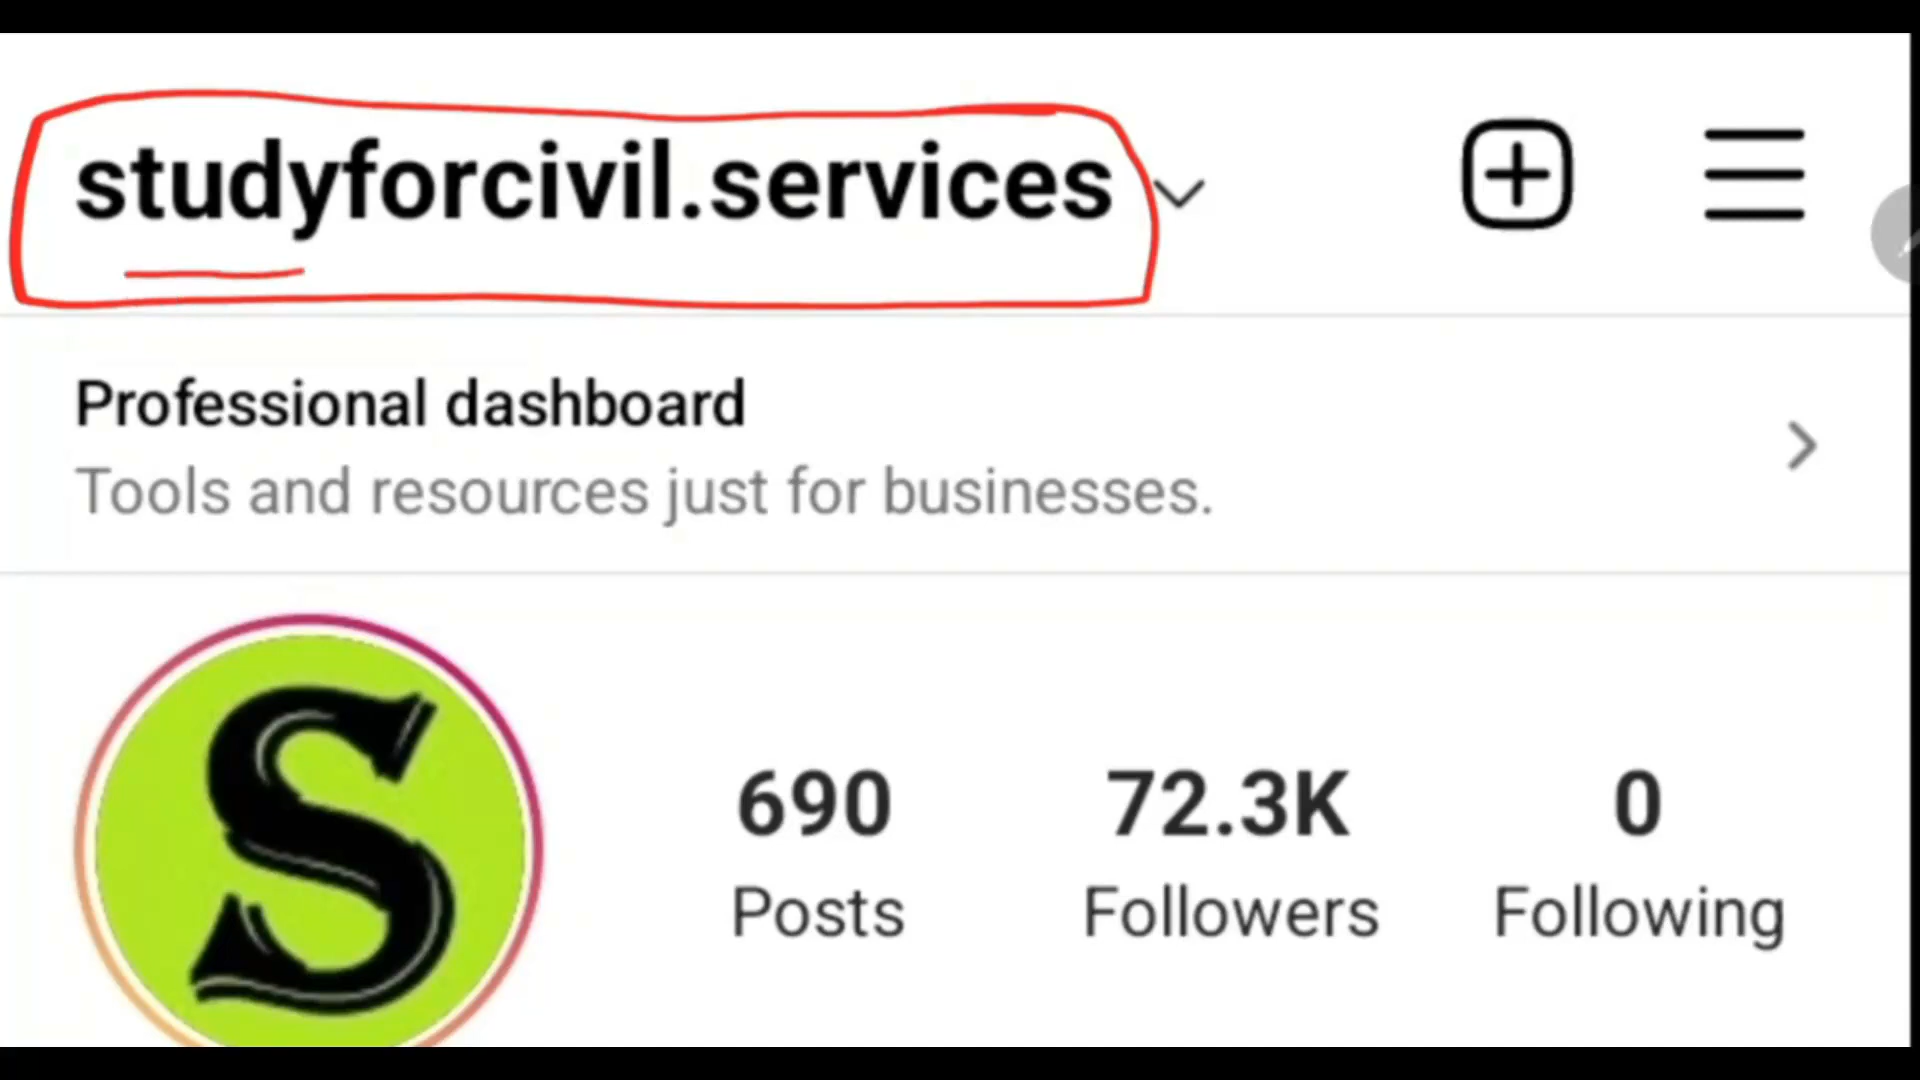 studyforcivil.services
Professional dashboard
Tools and resources just for businesses.
S
690 72.3K 0
Posts Followers Following